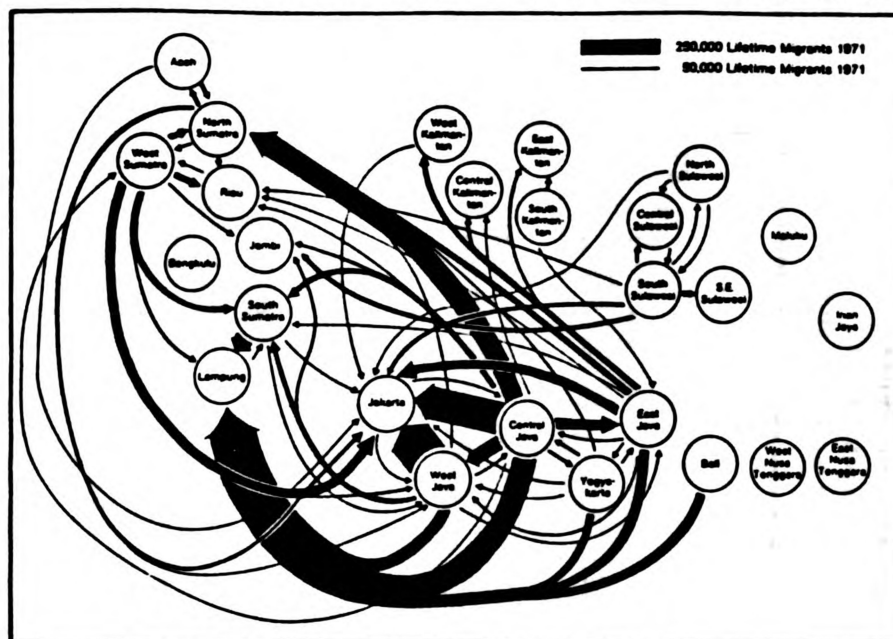 250,000 Lifetime Migrants 1971
50,000 Lifetime Migrants 1971
Aceh
North
Sumatra
West
Sumatra
Riau
Jambi
Bengkulu
South
Sumatra
Lampung
West
Kaliman-
tan
East
Kaliman-
tan
Central
Kaliman-
tan
South
Kaliman-
tan
North
Sulawesi
Central
Sulawesi
South
Sulawesi
S.E.
Sulawesi
Maluku
Irian
Jaya
Jakarta
Central
Java
East
Java
West
Java
Yogya-
karta
Bali
West
Nusa
Tenggara
East
Nusa
Tenggara